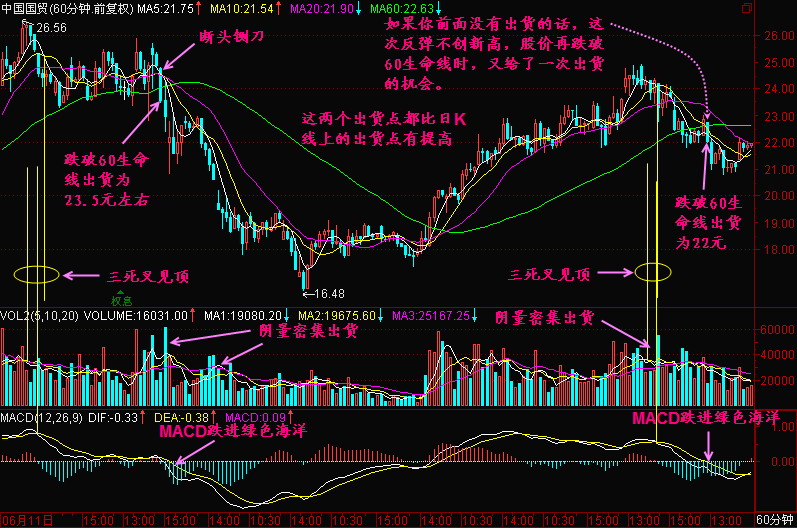 中国国贸(60分钟.前复权) MA5:21.75↑ MA10:21.54↑ MA20:21.90↓ MA60:22.63↓
26.56
断头铡刀
如果你前面没有出货的话，这
次反弹不创新高，股价再跌破
60生命线时，又给了一次出货
的机会。
这两个出货点都比日K
线上的出货点有提高
跌破60生命
线出货为
23.5元左右
跌破60生
命线出货
为22元
26.00
25.00
24.00
23.00
22.00
21.00
20.00
19.00
18.00
三死叉见顶
三死叉见顶
权息
←16.48
VOL2(5,10,20) VOLUME:16031.00↑ MA1:19080.20↓ MA2:19675.60↓ MA3:25167.25↓
阴量密集出货
阴量密集出货
60000
40000
20000
MACD(12,26,9) DIF:-0.33↑ DEA:-0.38↑ MACD:0.09↑
MACD跌进绿色海洋
MACD跌进绿色海洋
1.00
0.00
06月11日 15:00 13:00 15:00 14:00 10:30 14:00 10:30 15:00 14:00 10:30 14:00 10:30 15:00 13:00 15:00 13:00 60分钟